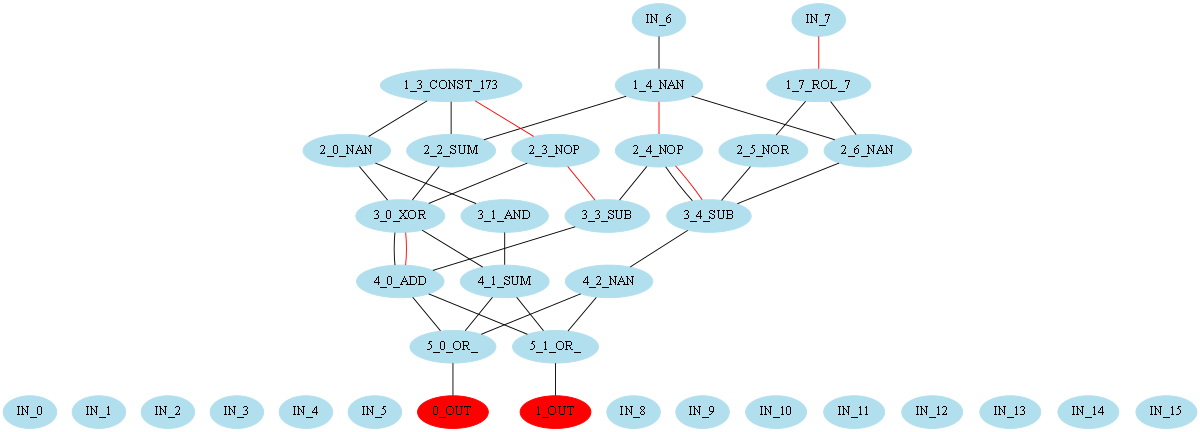 IN_6 IN_7
1_3_CONST_173 1_4_NAN 1_7_ROL_7
2_0_NAN 2_2_SUM 2_3_NOP 2_4_NOP 2_5_NOR 2_6_NAN
3_0_XOR 3_1_AND 3_3_SUB 3_4_SUB
4_0_ADD 4_1_SUM 4_2_NAN
5_0_OR_ 5_1_OR_
IN_0 IN_1 IN_2 IN_3 IN_4 IN_5 0_OUT 1_OUT IN_8 IN_9 IN_10 IN_11 IN_12 IN_13 IN_14 IN_15